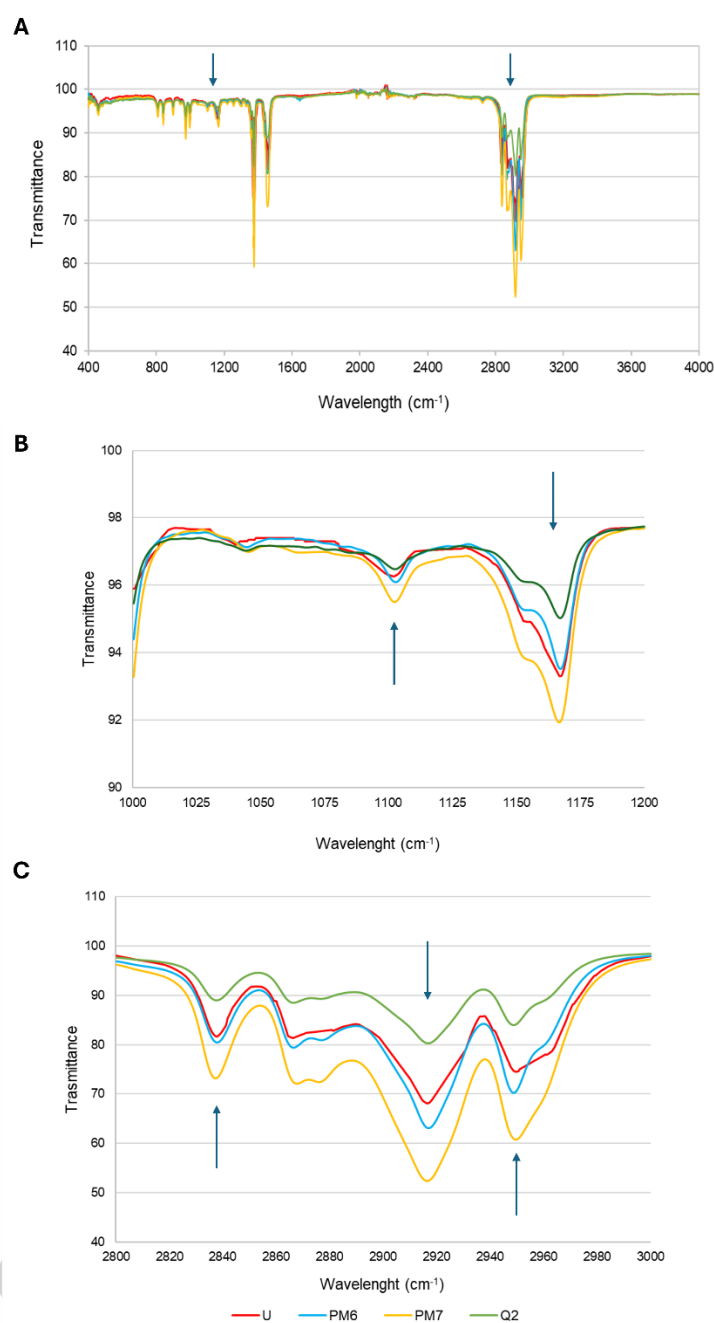 A
110
100
90
80
70
60
50
40
Transmittance
400 800 1200 1600 2000 2400 2800 3200 3600 4000
Wavelength (cm-1)
B
100
98
96
94
92
90
Transmittance
1000 1025 1050 1075 1100 1125 1150 1175 1200
Wavelenght (cm-1)
C
110
100
90
80
70
60
50
40
Trasmittance
2800 2820 2840 2860 2880 2900 2920 2940 2960 2980 3000
Wavelenght (cm-1)
U PM6 PM7 Q2